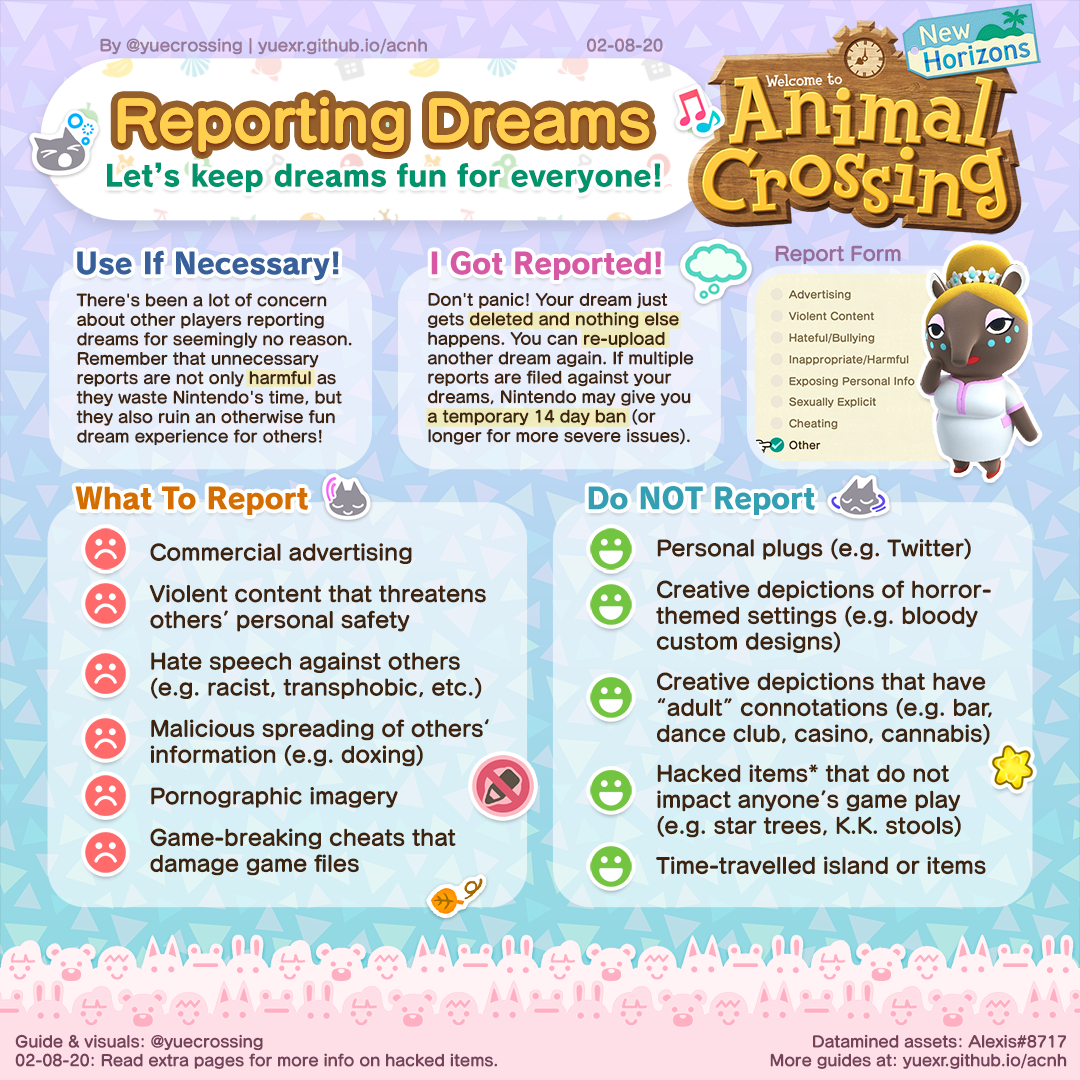 By @yuecrossing | yuexr.github.io/acnh
02-08-20
New
Horizons
Welcome to
Animal
Crossing
Reporting Dreams
Let's keep dreams fun for everyone!
Use If Necessary!
There's been a lot of concern
about other players reporting
dreams for seemingly no reason.
Remember that unnecessary
reports are not only harmful as
they waste Nintendo's time, but
they also ruin an otherwise fun
dream experience for others!
I Got Reported!
Don't panic! Your dream just
gets deleted and nothing else
happens. You can re-upload
another dream again. If multiple
reports are filed against your
dreams, Nintendo may give you
a temporary 14 day ban (or
longer for more severe issues).
Report Form
Advertising
Violent Content
Hateful/Bullying
Inappropriate/Harmful
Exposing Personal Info
Sexually Explicit
Cheating
Other
What To Report
Commercial advertising
Violent content that threatens
others' personal safety
Hate speech against others
(e.g. racist, transphobic, etc.)
Malicious spreading of others'
information (e.g. doxing)
Pornographic imagery
Game-breaking cheats that
damage game files
Do NOT Report
Personal plugs (e.g. Twitter)
Creative depictions of horror-
themed settings (e.g. bloody
custom designs)
Creative depictions that have
“adult” connotations (e.g. bar,
dance club, casino, cannabis)
Hacked items* that do not
impact anyone's game play
(e.g. star trees, K.K. stools)
Time-travelled island or items
Guide & visuals: @yuecrossing
02-08-20: Read extra pages for more info on hacked items.
Datamined assets: Alexis#8717
More guides at: yuexr.github.io/acnh